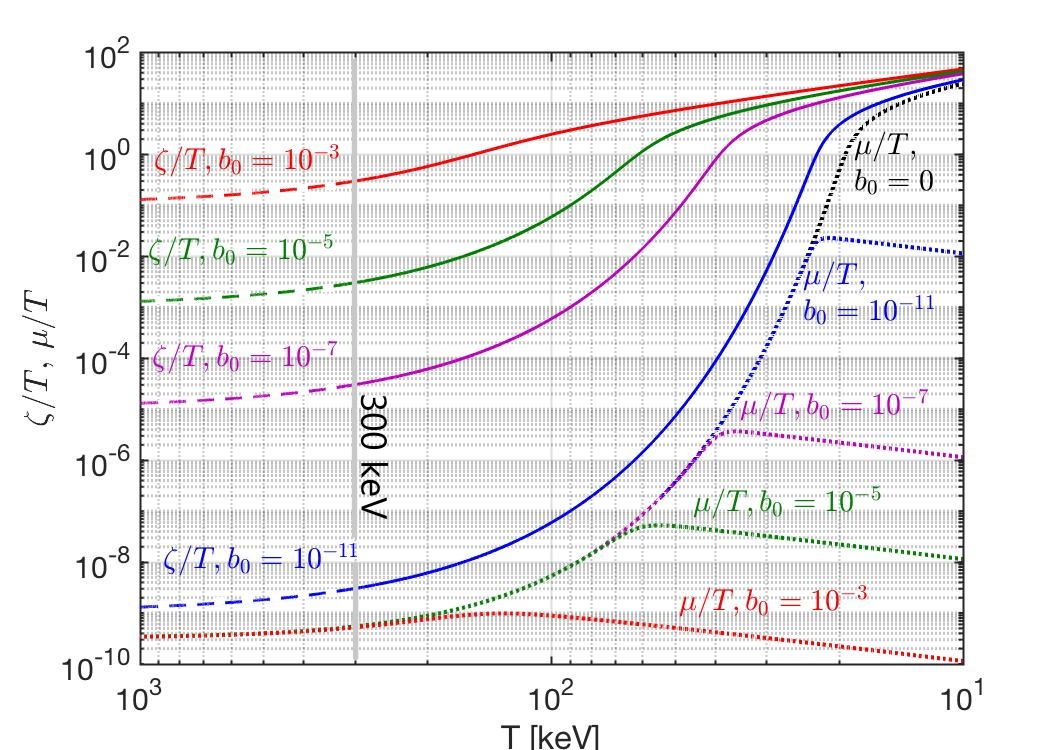 10^2
10^0
10^-2
10^-4
10^-6
10^-8
10^-10
ζ/T, μ/T
ζ/T, b_0 = 10^-3
ζ/T, b_0 = 10^-5
ζ/T, b_0 = 10^-7
ζ/T, b_0 = 10^-11
300 keV
μ/T,
b_0 = 0
μ/T,
b_0 = 10^-11
μ/T, b_0 = 10^-7
μ/T, b_0 = 10^-5
μ/T, b_0 = 10^-3
10^3
10^2
10^1
T [keV]